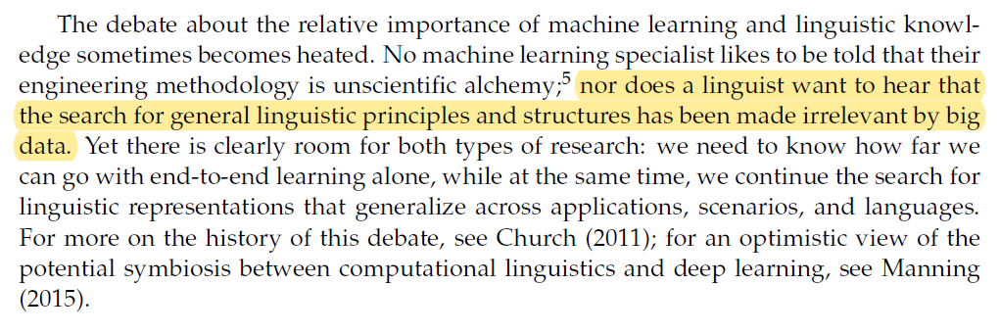 The debate about the relative importance of machine learning and linguistic knowl-
edge sometimes becomes heated. No machine learning specialist likes to be told that their
engineering methodology is unscientific alchemy;5 nor does a linguist want to hear that
the search for general linguistic principles and structures has been made irrelevant by big
data. Yet there is clearly room for both types of research: we need to know how far we
can go with end-to-end learning alone, while at the same time, we continue the search for
linguistic representations that generalize across applications, scenarios, and languages.
For more on the history of this debate, see Church (2011); for an optimistic view of the
potential symbiosis between computational linguistics and deep learning, see Manning
(2015).